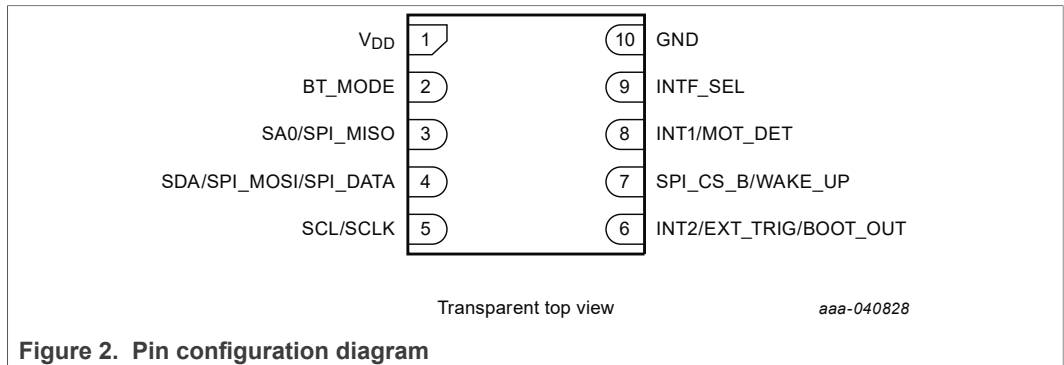 VDD 1 10 GND
BT_MODE 2 9 INTF_SEL
SA0/SPI_MISO 3 8 INT1/MOT_DET
SDA/SPI_MOSI/SPI_DATA 4 7 SPI_CS_B/WAKE_UP
SCL/SCLK 5 6 INT2/EXT_TRIG/BOOT_OUT
Transparent top view aaa-040828
Figure 2. Pin configuration diagram